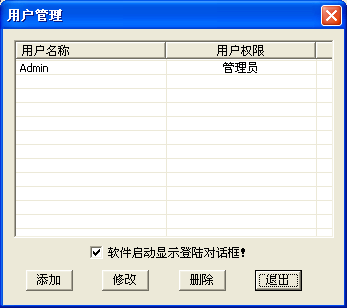 用户管理
用户名称 用户权限
Admin 管理员
软件启动显示登陆对话框!
添加 修改 删除 退出